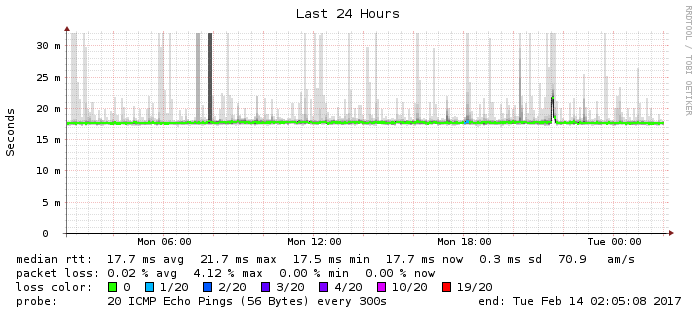 Last 24 Hours
RRDTOOL / TOBI OETIKER
Seconds
30 m
25 m
20 m
15 m
10 m
5 m
0
Mon 06:00 Mon 12:00 Mon 18:00 Tue 00:00
median rtt: 17.7 ms avg 21.7 ms max 17.5 ms min 17.7 ms now 0.3 ms sd 70.9 am/s
packet loss: 0.02 % avg 4.12 % max 0.00 % min 0.00 % now
loss color: 0 1/20 2/20 3/20 4/20 10/20 19/20
probe: 20 ICMP Echo Pings (56 Bytes) every 300s end: Tue Feb 14 02:05:08 2017